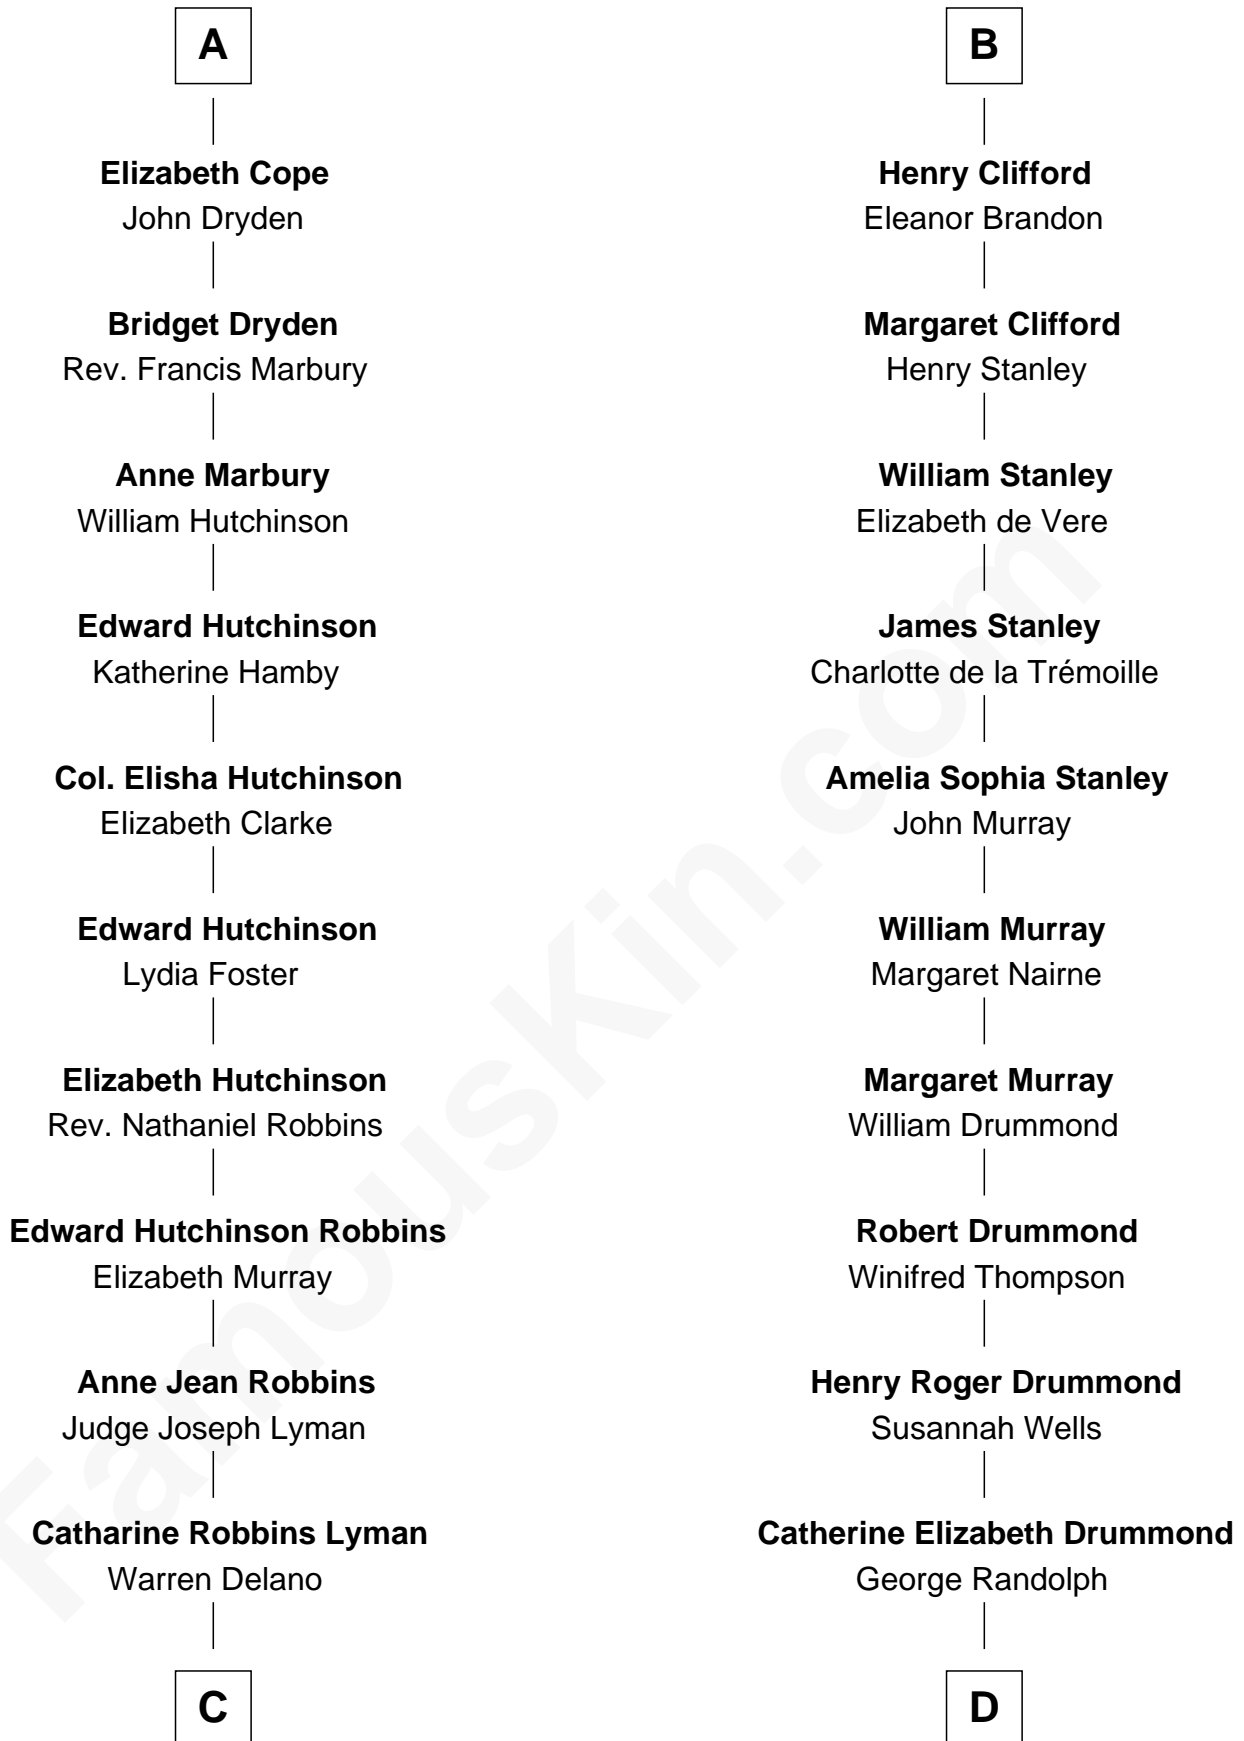 A
Elizabeth Cope
John Dryden
Bridget Dryden
Rev. Francis Marbury
Anne Marbury
William Hutchinson
Edward Hutchinson
Katherine Hamby
Col. Elisha Hutchinson
Elizabeth Clarke
Edward Hutchinson
Lydia Foster
Elizabeth Hutchinson
Rev. Nathaniel Robbins
Edward Hutchinson Robbins
Elizabeth Murray
Anne Jean Robbins
Judge Joseph Lyman
Catharine Robbins Lyman
Warren Delano
C
B
Henry Clifford
Eleanor Brandon
Margaret Clifford
Henry Stanley
William Stanley
Elizabeth de Vere
James Stanley
Charlotte de la Trémoille
Amelia Sophia Stanley
John Murray
William Murray
Margaret Nairne
Margaret Murray
William Drummond
Robert Drummond
Winifred Thompson
Henry Roger Drummond
Susannah Wells
Catherine Elizabeth Drummond
George Randolph
D
FamousKin.com